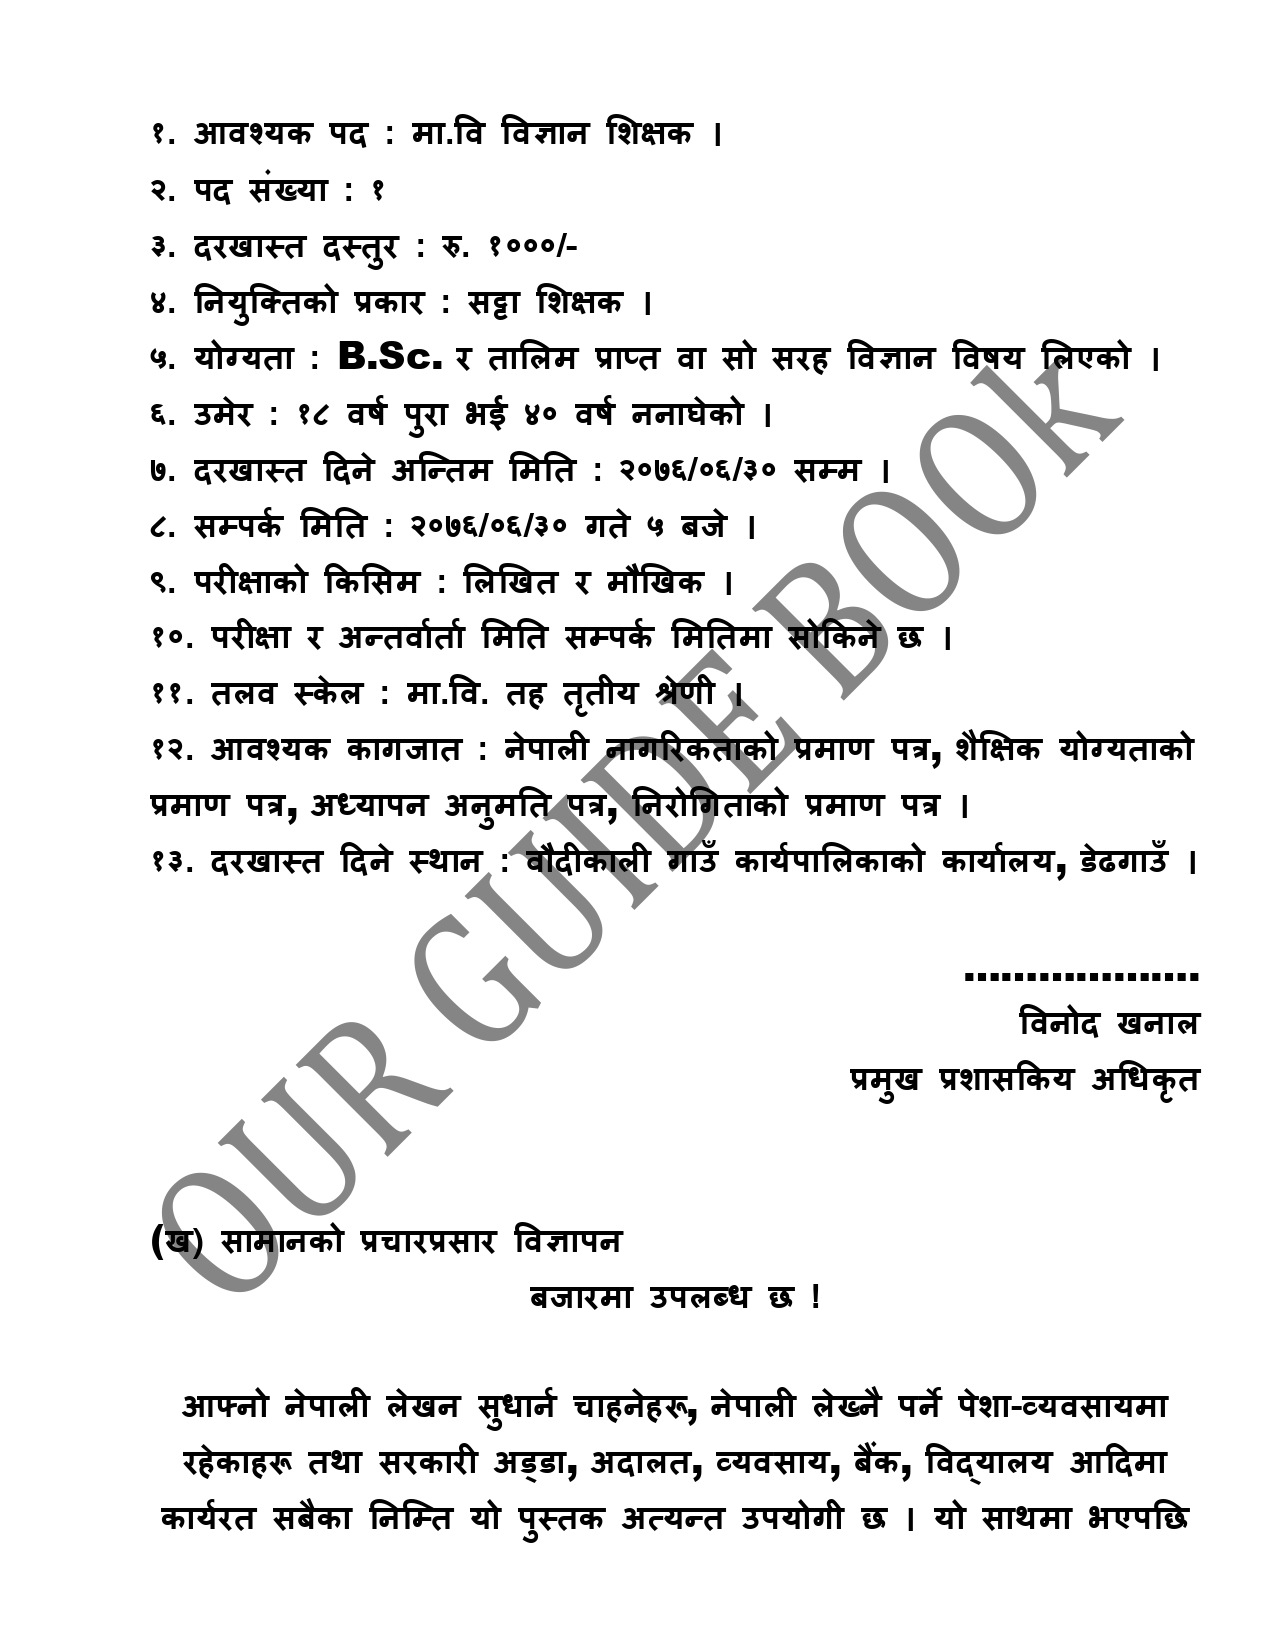 १. आवश्यक पद : मा.वि विज्ञान शिक्षक ।
२. पद संख्या : १
३. दरखास्त दस्तुर : रु. १०००/-
४. नियुक्तिको प्रकार : सट्टा शिक्षक ।
५. योग्यता : B.Sc. र तालिम प्राप्त वा सो सरह विज्ञान विषय लिएको ।
६. उमेर : १८ वर्ष पुरा भई ४० वर्ष ननाघेको ।
७. दरखास्त दिने अन्तिम मिति : २०७६/०६/३० सम्म ।
८. सम्पर्क मिति : २०७६/०६/३० गते ५ बजे ।
९. परीक्षाको किसिम : लिखित र मौखिक ।
१०. परीक्षा र अन्तर्वार्ता मिति सम्पर्क मितिमा सोकिने छ ।
११. तलव स्केल : मा.वि. तह तृतीय श्रेणी ।
१२. आवश्यक कागजात : नेपाली नागरिकताको प्रमाण पत्र, शैक्षिक योग्यताको
प्रमाण पत्र, अध्यापन अनुमति पत्र, निरोगिताको प्रमाण पत्र ।
१३. दरखास्त दिने स्थान : वौदीकाली गाउँ कार्यपालिकाको कार्यालय, डेढगाउँ ।
...................
विनोद खनाल
प्रमुख प्रशासकिय अधिकृत
(ख) सामानको प्रचारप्रसार विज्ञापन
बजारमा उपलब्ध छ !
आफ्नो नेपाली लेखन सुधार्न चाहनेहरू, नेपाली लेख्नै पर्ने पेशा-व्यवसायमा
रहेकाहरू तथा सरकारी अड्डा, अदालत, व्यवसाय, बैंक, विद्‌यालय आदिमा
कार्यरत सबैका निम्ति यो पुस्तक अत्यन्त उपयोगी छ । यो साथमा भएपछि
OUR GUIDE BOOK